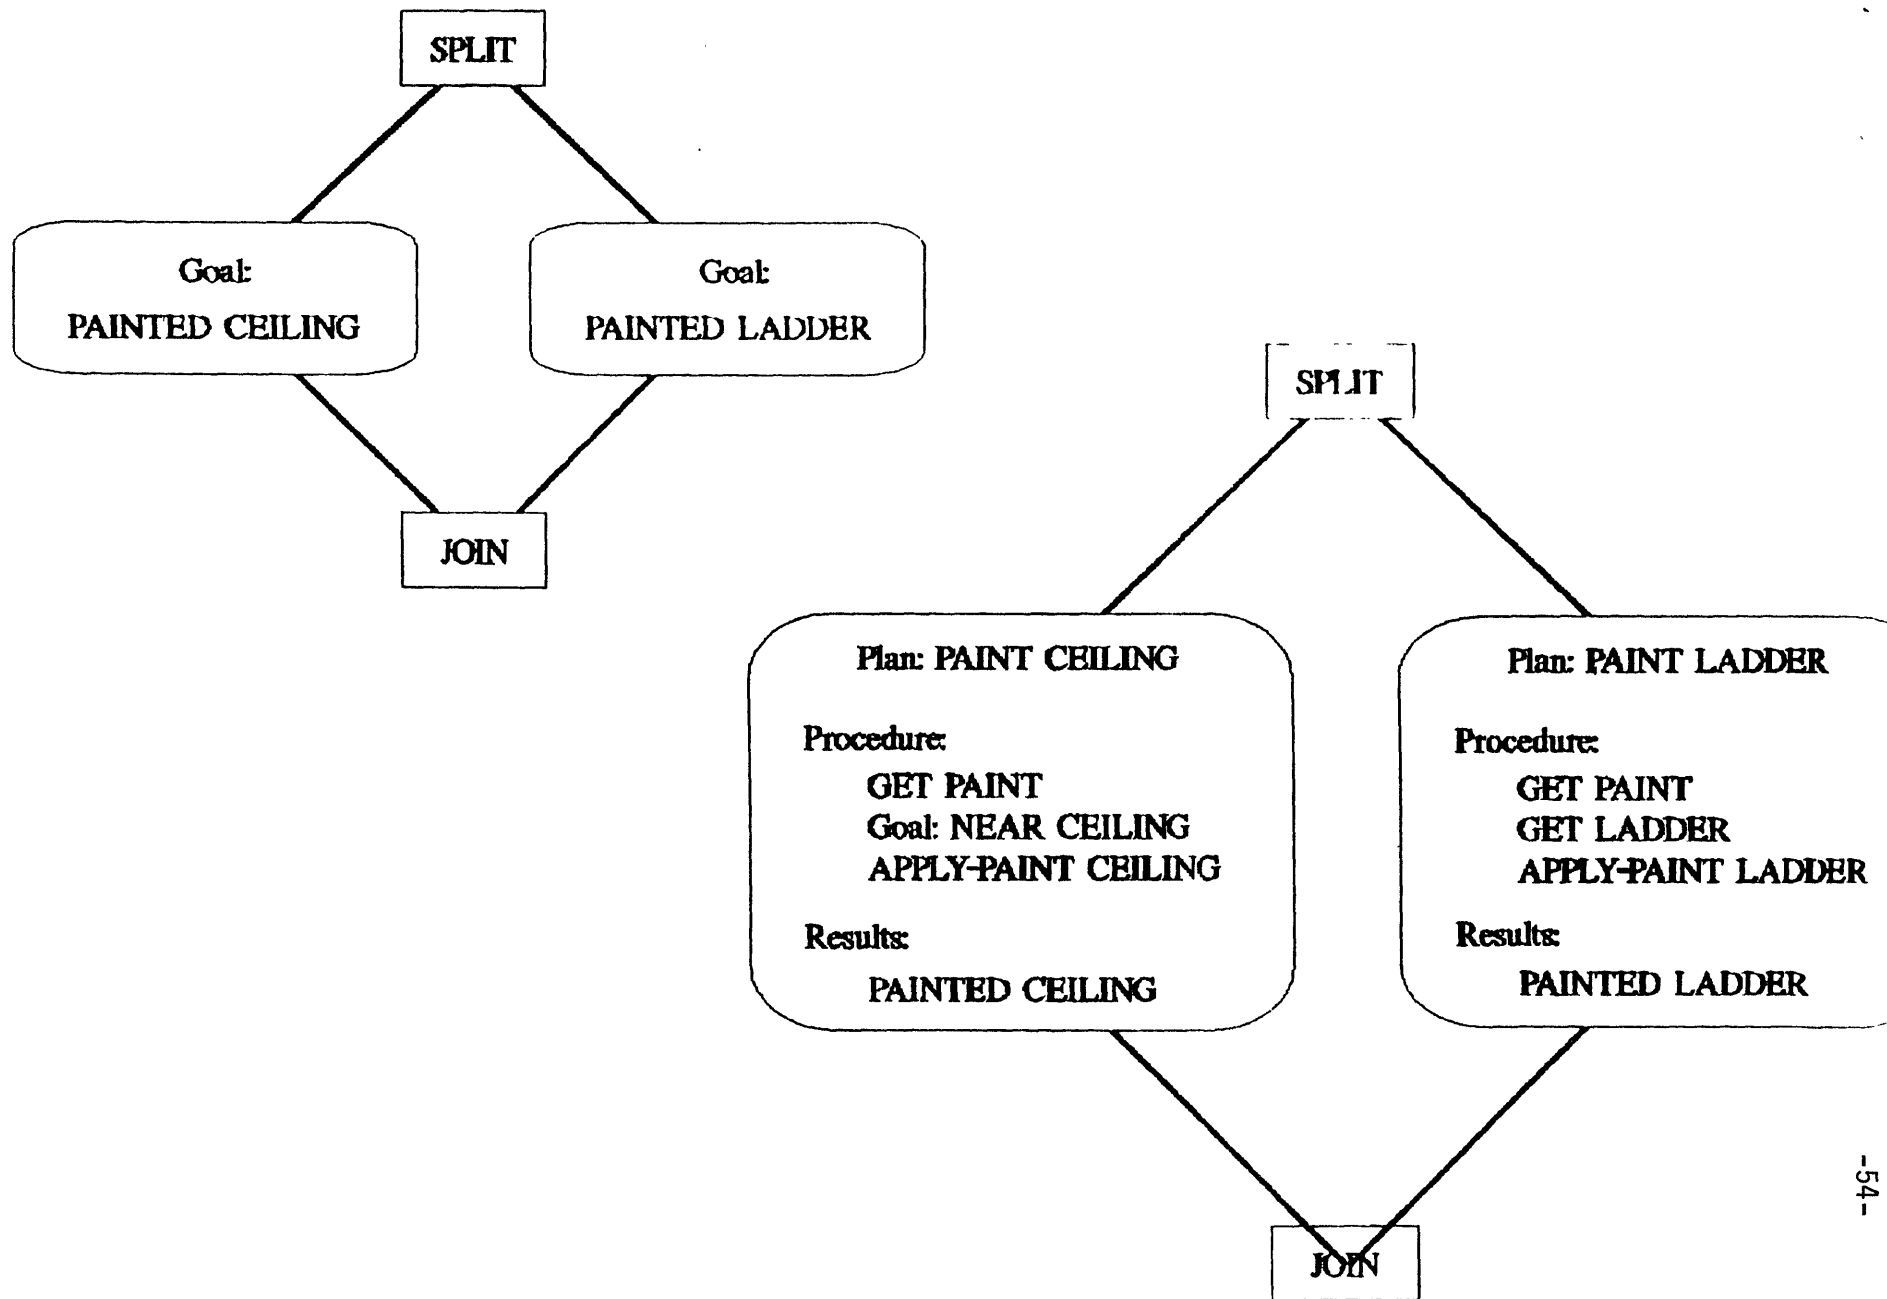 SPLIT
Goal:
PAINTED CEILING
Goal:
PAINTED LADDER
JOIN
SPLIT
Plan: PAINT CEILING
Procedure:
GET PAINT
Goal: NEAR CEILING
APPLY-PAINT CEILING
Results:
PAINTED CEILING
Plan: PAINT LADDER
Procedure:
GET PAINT
GET LADDER
APPLY-PAINT LADDER
Results:
PAINTED LADDER
JOIN
-54-